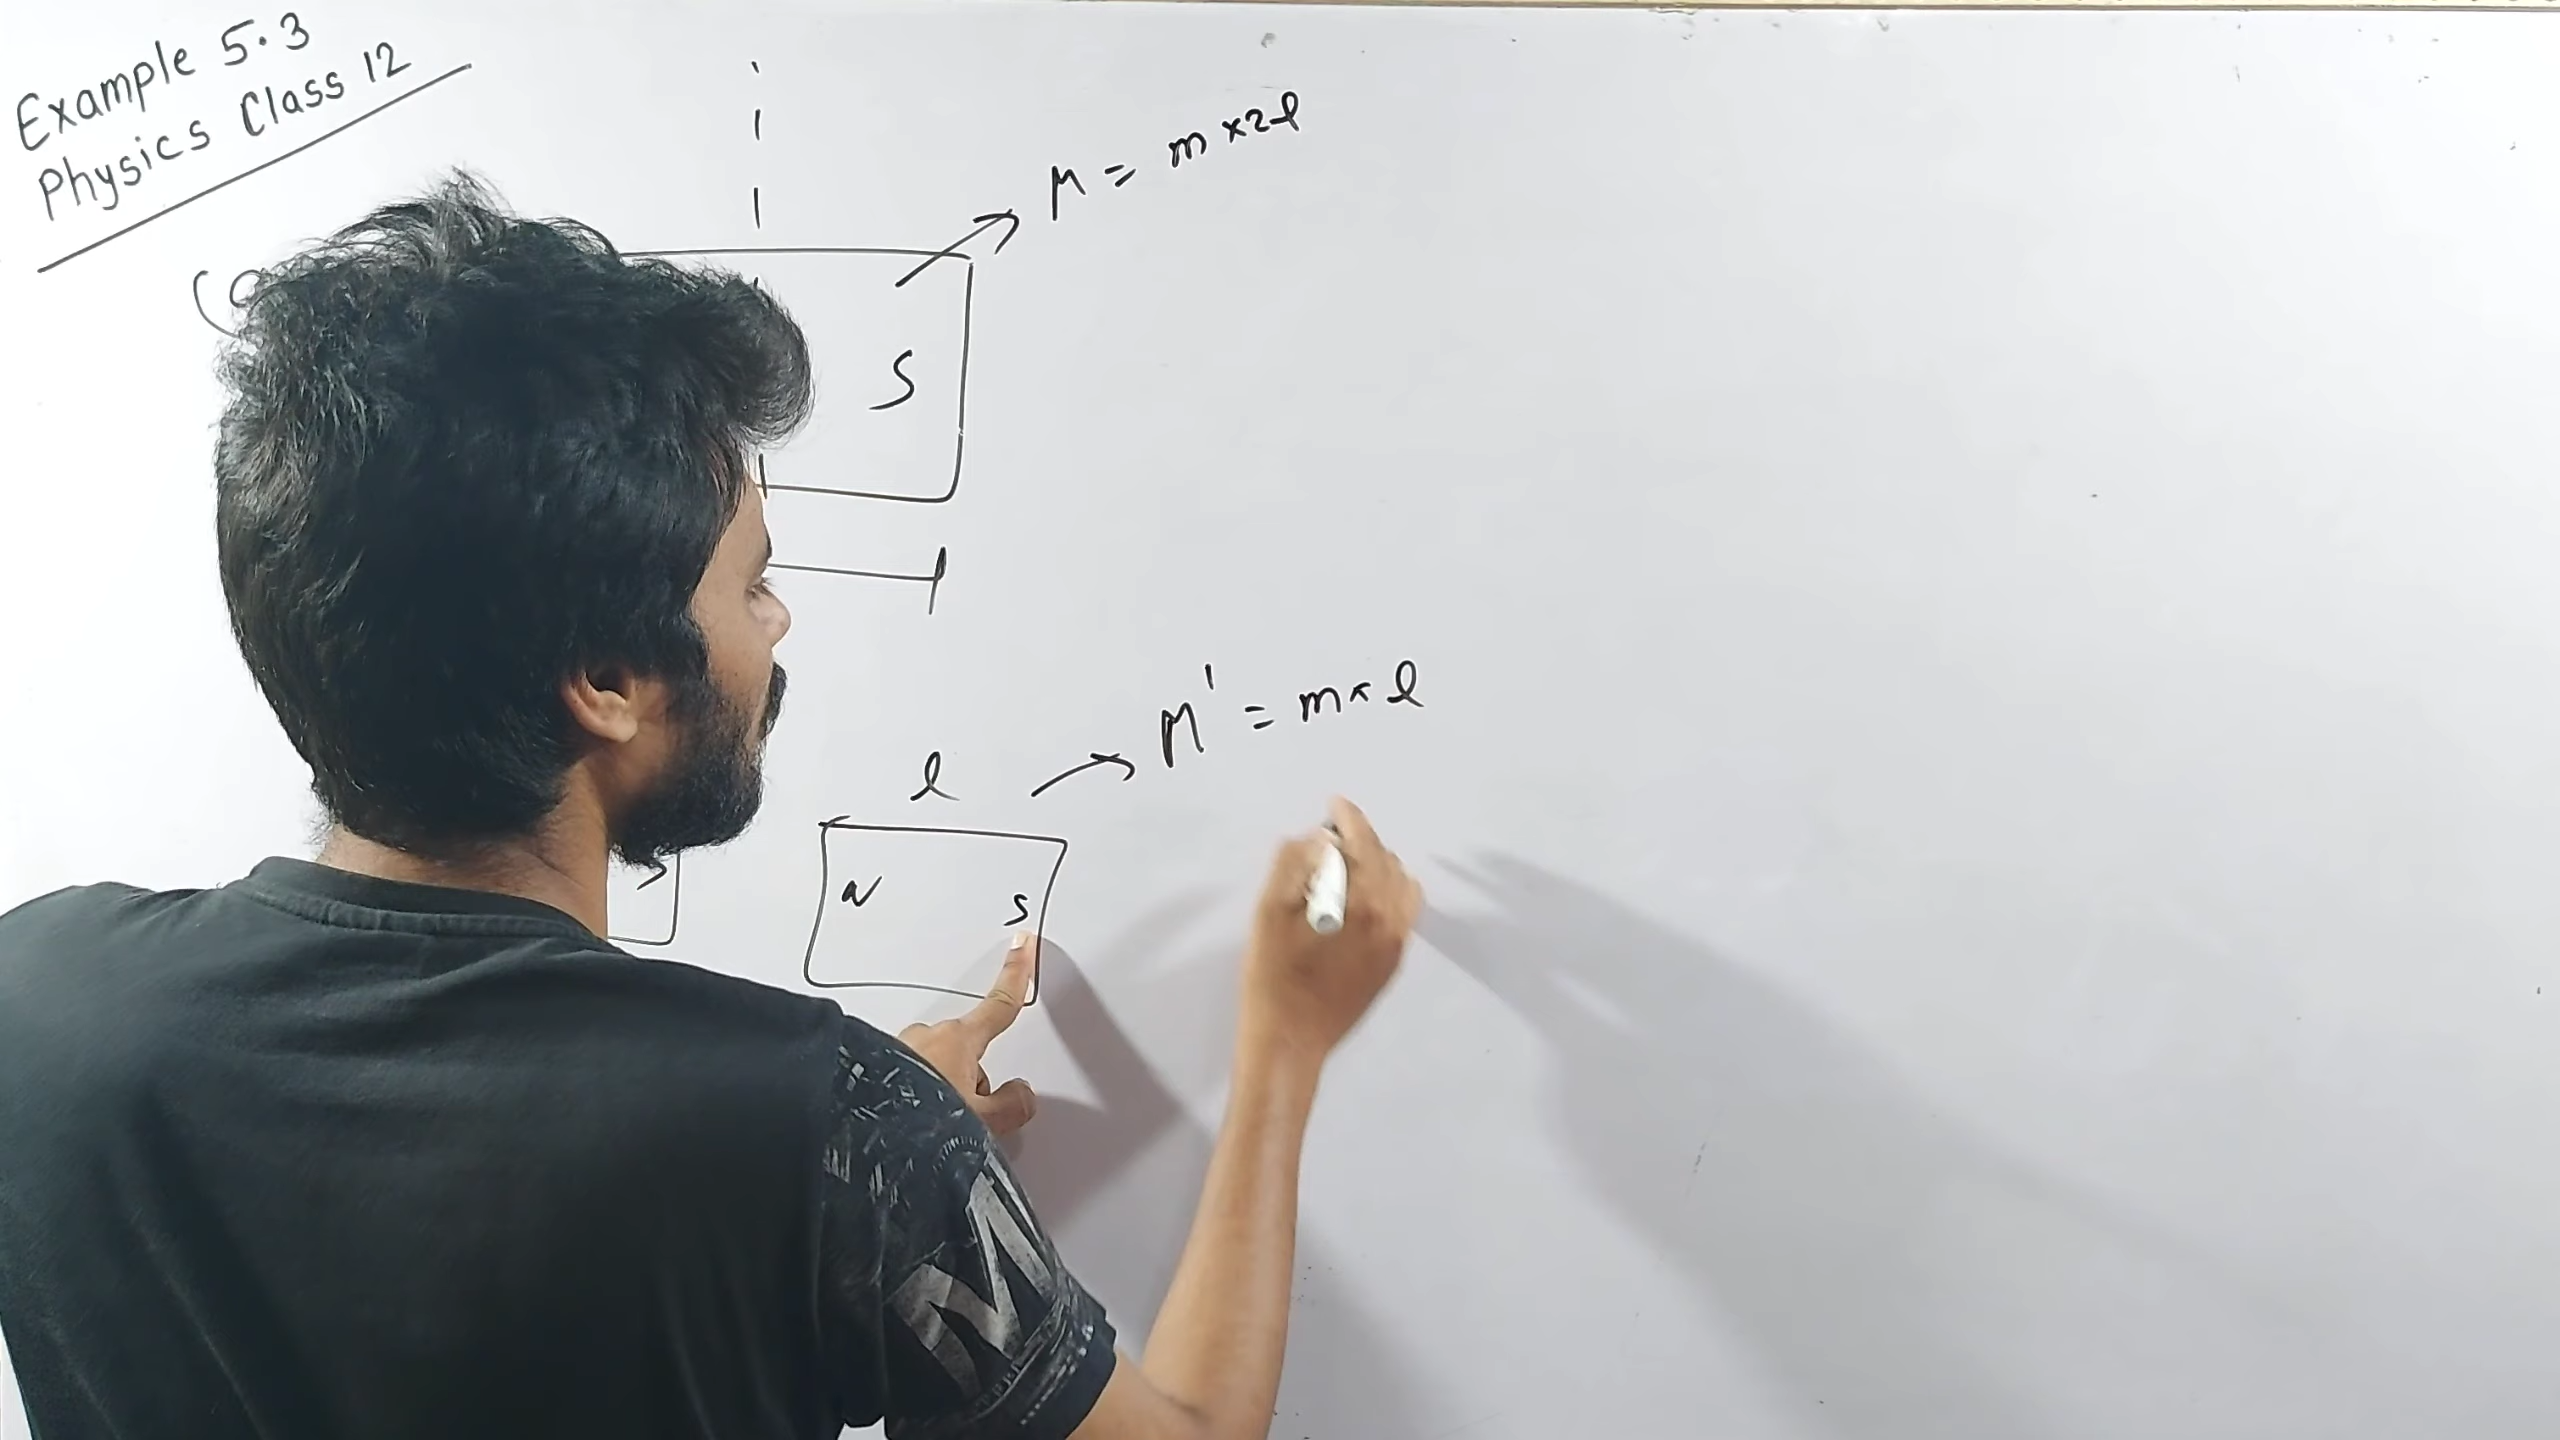 Example 5.3
Physics Class 12
(a
M = m×2l
S
M' = m×l
l
N S